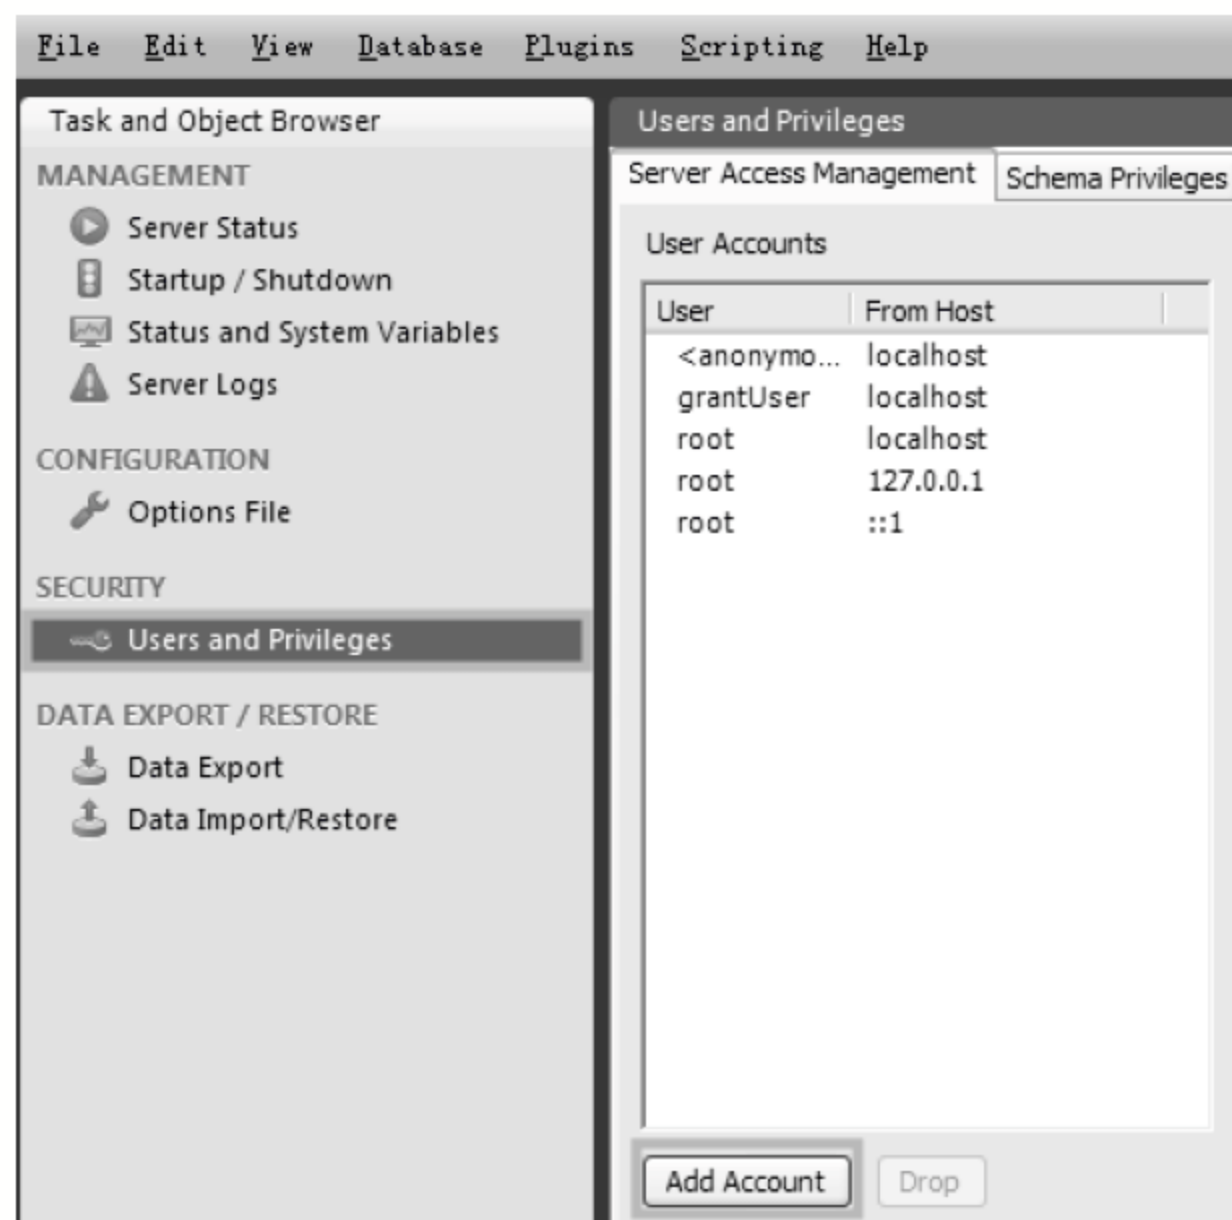 File Edit View Database Plugins Scripting Help
Task and Object Browser
MANAGEMENT
Server Status
Startup / Shutdown
Status and System Variables
Server Logs
CONFIGURATION
Options File
SECURITY
Users and Privileges
DATA EXPORT / RESTORE
Data Export
Data Import/Restore
Users and Privileges
Server Access Management Schema Privileges
User Accounts
User From Host
<anonymo... localhost
grantUser localhost
root localhost
root 127.0.0.1
root ::1
Add Account Drop